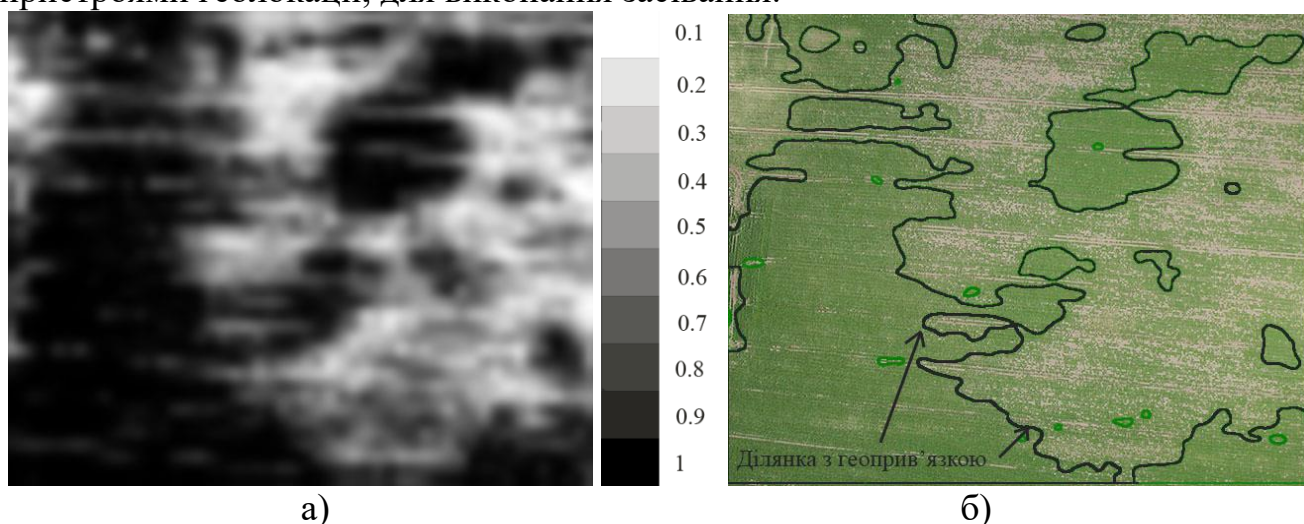 пристроями геолокації, для виконання засівання.
0.1
0.2
0.3
0.4
0.5
0.6
0.7
0.8
0.9
1
Ділянка з геоприв’язкою
а)
б)